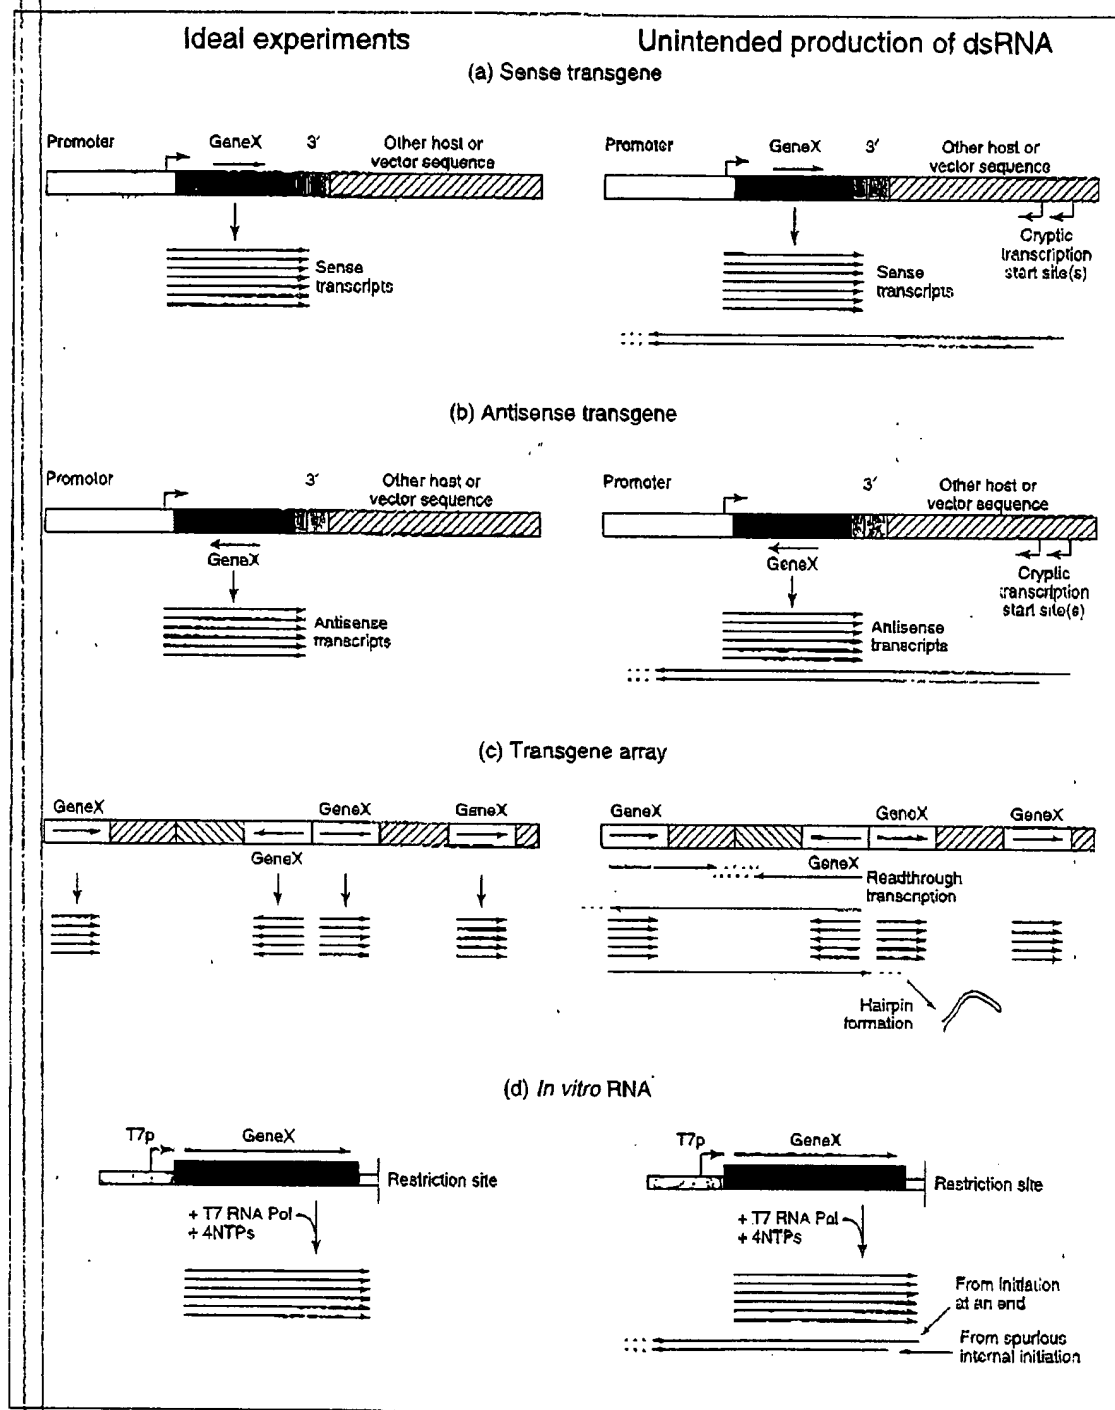 Ideal experiments
Unintended production of dsRNA
(a) Sense transgene
Promoter
GeneX
3′
Other host or
vector sequence
Sense
transcripts
Promoter
GeneX
3′
Other host or
vector sequence
Cryptic
transcription
start site(s)
Sense
transcripts
(b) Antisense transgene
Promotor
3′
Other host or
vector sequence
GeneX
Antisense
transcripts
Promoter
3′
Other host or
vector sequence
GeneX
Cryptic
transcription
start site(s)
Antisense
transcripts
(c) Transgene array
GeneX
GeneX
GeneX
GeneX
GeneX
GeneX
GeneX
GeneX
Readthrough
transcription
Hairpin
formation
(d) In vitro RNA
T7p
GeneX
Restriction site
+ T7 RNA Pol
+ 4NTPs
T7p
GeneX
Restriction site
+ T7 RNA Pol
+ 4NTPs
From initiation
at an end
From spurious
internal initiation